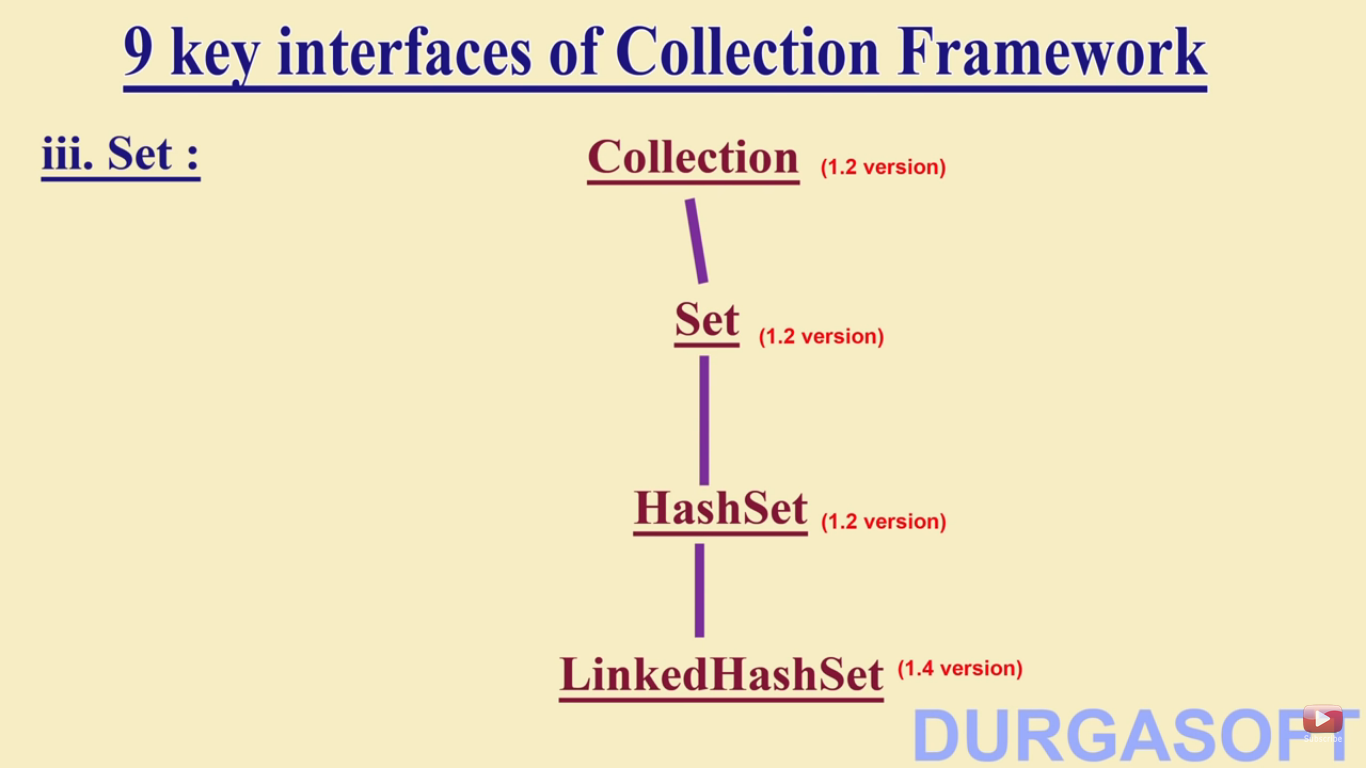 9 key interfaces of Collection Framework
iii. Set :
Collection (1.2 version)
Set (1.2 version)
HashSet (1.2 version)
LinkedHashSet (1.4 version)
DURGASOFT
Subscribe